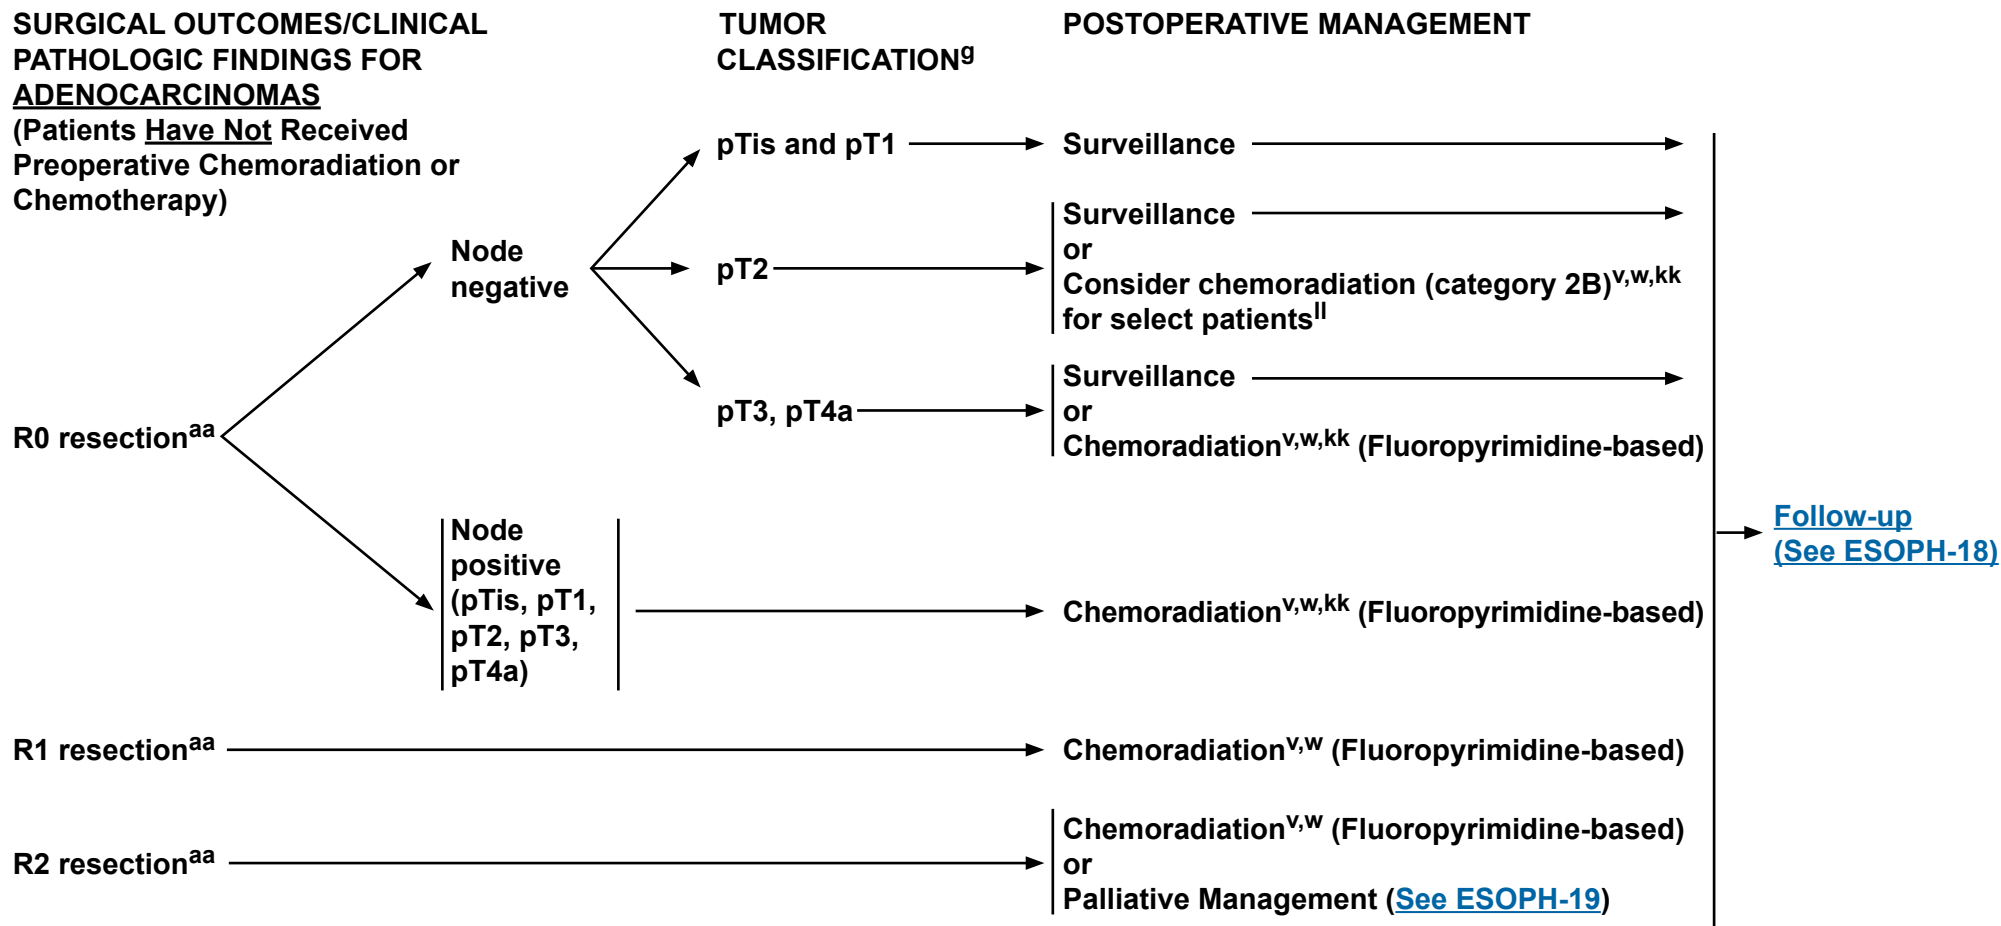 SURGICAL OUTCOMES/CLINICAL
PATHOLOGIC FINDINGS FOR
ADENOCARCINOMAS
(Patients Have Not Received
Preoperative Chemoradiation or
Chemotherapy)
TUMOR
CLASSIFICATIONg
POSTOPERATIVE MANAGEMENT
pTis and pT1
Surveillance
Node
negative
pT2
Surveillance
or
Consider chemoradiation (category 2B)v,w,kk
for select patientsll
pT3, pT4a
Surveillance
or
Chemoradiationv,w,kk (Fluoropyrimidine-based)
R0 resectionaa
Node
positive
(pTis, pT1,
pT2, pT3,
pT4a)
Chemoradiationv,w,kk (Fluoropyrimidine-based)
Follow-up
(See ESOPH-18)
R1 resectionaa
Chemoradiationv,w (Fluoropyrimidine-based)
R2 resectionaa
Chemoradiationv,w (Fluoropyrimidine-based)
or
Palliative Management (See ESOPH-19)